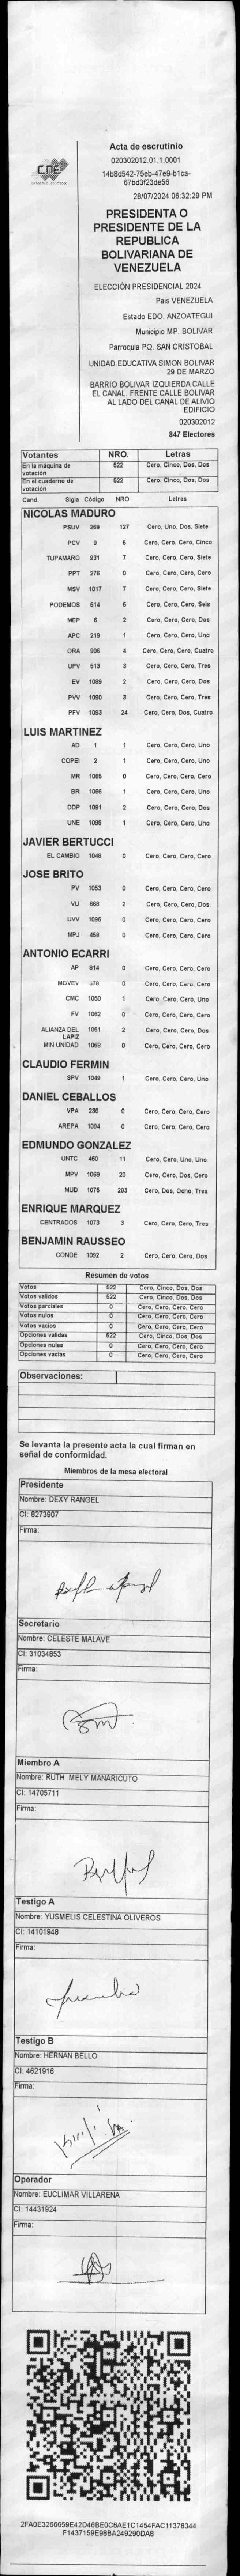 CNE
Acta de escrutinio
020302012.01.1.0001
14b8d542-75eb-47e9-b1ca-
67bd3f23de56
28/07/2024 06:32:29 PM
PRESIDENTA O
PRESIDENTE DE LA
REPUBLICA
BOLIVARIANA DE
VENEZUELA
ELECCIÓN PRESIDENCIAL 2024
Pais VENEZUELA
Estado EDO. ANZOATEGUI
Municipio MP. BOLIVAR
Parroquia PQ. SAN CRISTOBAL
UNIDAD EDUCATIVA SIMON BOLIVAR
29 DE MARZO
BARRIO BOLIVAR IZQUIERDA CALLE
EL CANAL. FRENTE CALLE BOLIVAR
AL LADO DEL CANAL DE ALIVIO
EDIFICIO
020302012
847 Electores
Votantes NRO. Letras
En la máquina de votación 522 Cero, Cinco, Dos, Dos
En el cuaderno de votación 522 Cero, Cinco, Dos, Dos
Cand. Sigla Código NRO. Letras
NICOLAS MADURO
PSUV 269 127 Cero, Uno, Dos, Siete
PCV 9 5 Cero, Cero, Cero, Cinco
TUPAMARO 931 7 Cero, Cero, Cero, Siete
PPT 276 0 Cero, Cero, Cero, Cero
MSV 1017 7 Cero, Cero, Cero, Siete
PODEMOS 514 6 Cero, Cero, Cero, Seis
MEP 6 2 Cero, Cero, Cero, Dos
APC 219 1 Cero, Cero, Cero, Uno
ORA 906 4 Cero, Cero, Cero, Cuatro
UPV 513 3 Cero, Cero, Cero, Tres
EV 1089 2 Cero, Cero, Cero, Dos
PVV 1090 3 Cero, Cero, Cero, Tres
PFV 1093 24 Cero, Cero, Dos, Cuatro
LUIS MARTINEZ
AD 1 1 Cero, Cero, Cero, Uno
COPEI 2 1 Cero, Cero, Cero, Uno
MR 1065 0 Cero, Cero, Cero, Cero
BR 1066 1 Cero, Cero, Cero, Uno
DDP 1091 2 Cero, Cero, Cero, Dos
UNE 1095 1 Cero, Cero, Cero, Uno
JAVIER BERTUCCI
EL CAMBIO 1048 0 Cero, Cero, Cero, Cero
JOSE BRITO
PV 1053 0 Cero, Cero, Cero, Cero
VU 868 2 Cero, Cero, Cero, Dos
UVV 1096 0 Cero, Cero, Cero, Cero
MPJ 458 0 Cero, Cero, Cero, Cero
ANTONIO ECARRI
AP 814 0 Cero, Cero, Cero, Cero
MOVEV 378 0 Cero, Cero, Cero, Cero
CMC 1050 1 Cero, Cero, Cero, Uno
FV 1062 0 Cero, Cero, Cero, Cero
ALIANZA DEL LAPIZ 1051 2 Cero, Cero, Cero, Dos
MIN UNIDAD 1068 0 Cero, Cero, Cero, Cero
CLAUDIO FERMIN
SPV 1049 1 Cero, Cero, Cero, Uno
DANIEL CEBALLOS
VPA 236 0 Cero, Cero, Cero, Cero
AREPA 1004 0 Cero, Cero, Cero, Cero
EDMUNDO GONZALEZ
UNTC 460 11 Cero, Cero, Uno, Uno
MPV 1069 20 Cero, Cero, Dos, Cero
MUD 1075 283 Cero, Dos, Ocho, Tres
ENRIQUE MARQUEZ
CENTRADOS 1073 3 Cero, Cero, Cero, Tres
BENJAMIN RAUSSEO
CONDE 1092 2 Cero, Cero, Cero, Dos
Resumen de votos
Votos 522 Cero, Cinco, Dos, Dos
Votos validos 522 Cero, Cinco, Dos, Dos
Votos parciales 0 Cero, Cero, Cero, Cero
Votos nulos 0 Cero, Cero, Cero, Cero
Votos vacios 0 Cero, Cero, Cero, Cero
Opciones validas 522 Cero, Cinco, Dos, Dos
Opciones nulas 0 Cero, Cero, Cero, Cero
Opciones vacias 0 Cero, Cero, Cero, Cero
Observaciones:
Se levanta la presente acta la cual firman en
señal de conformidad.
Miembros de la mesa electoral
Presidente
Nombre: DEXY RANGEL
CI: 8273907
Firma:
Secretario
Nombre: CELESTE MALAVE
CI: 31034853
Firma:
Miembro A
Nombre: RUTH MELY MANARICUTO
CI: 14705711
Firma:
Testigo A
Nombre: YUSMELIS CELESTINA OLIVEROS
CI: 14101948
Firma:
Testigo B
Nombre: HERNAN BELLO
CI: 4621916
Firma:
Operador
Nombre: EUCLIMAR VILLARENA
CI: 14431924
Firma:
2FA0E3266659E42D46BE0C6AE1C1454FAC11378344
F1437159E98BA249290DA8